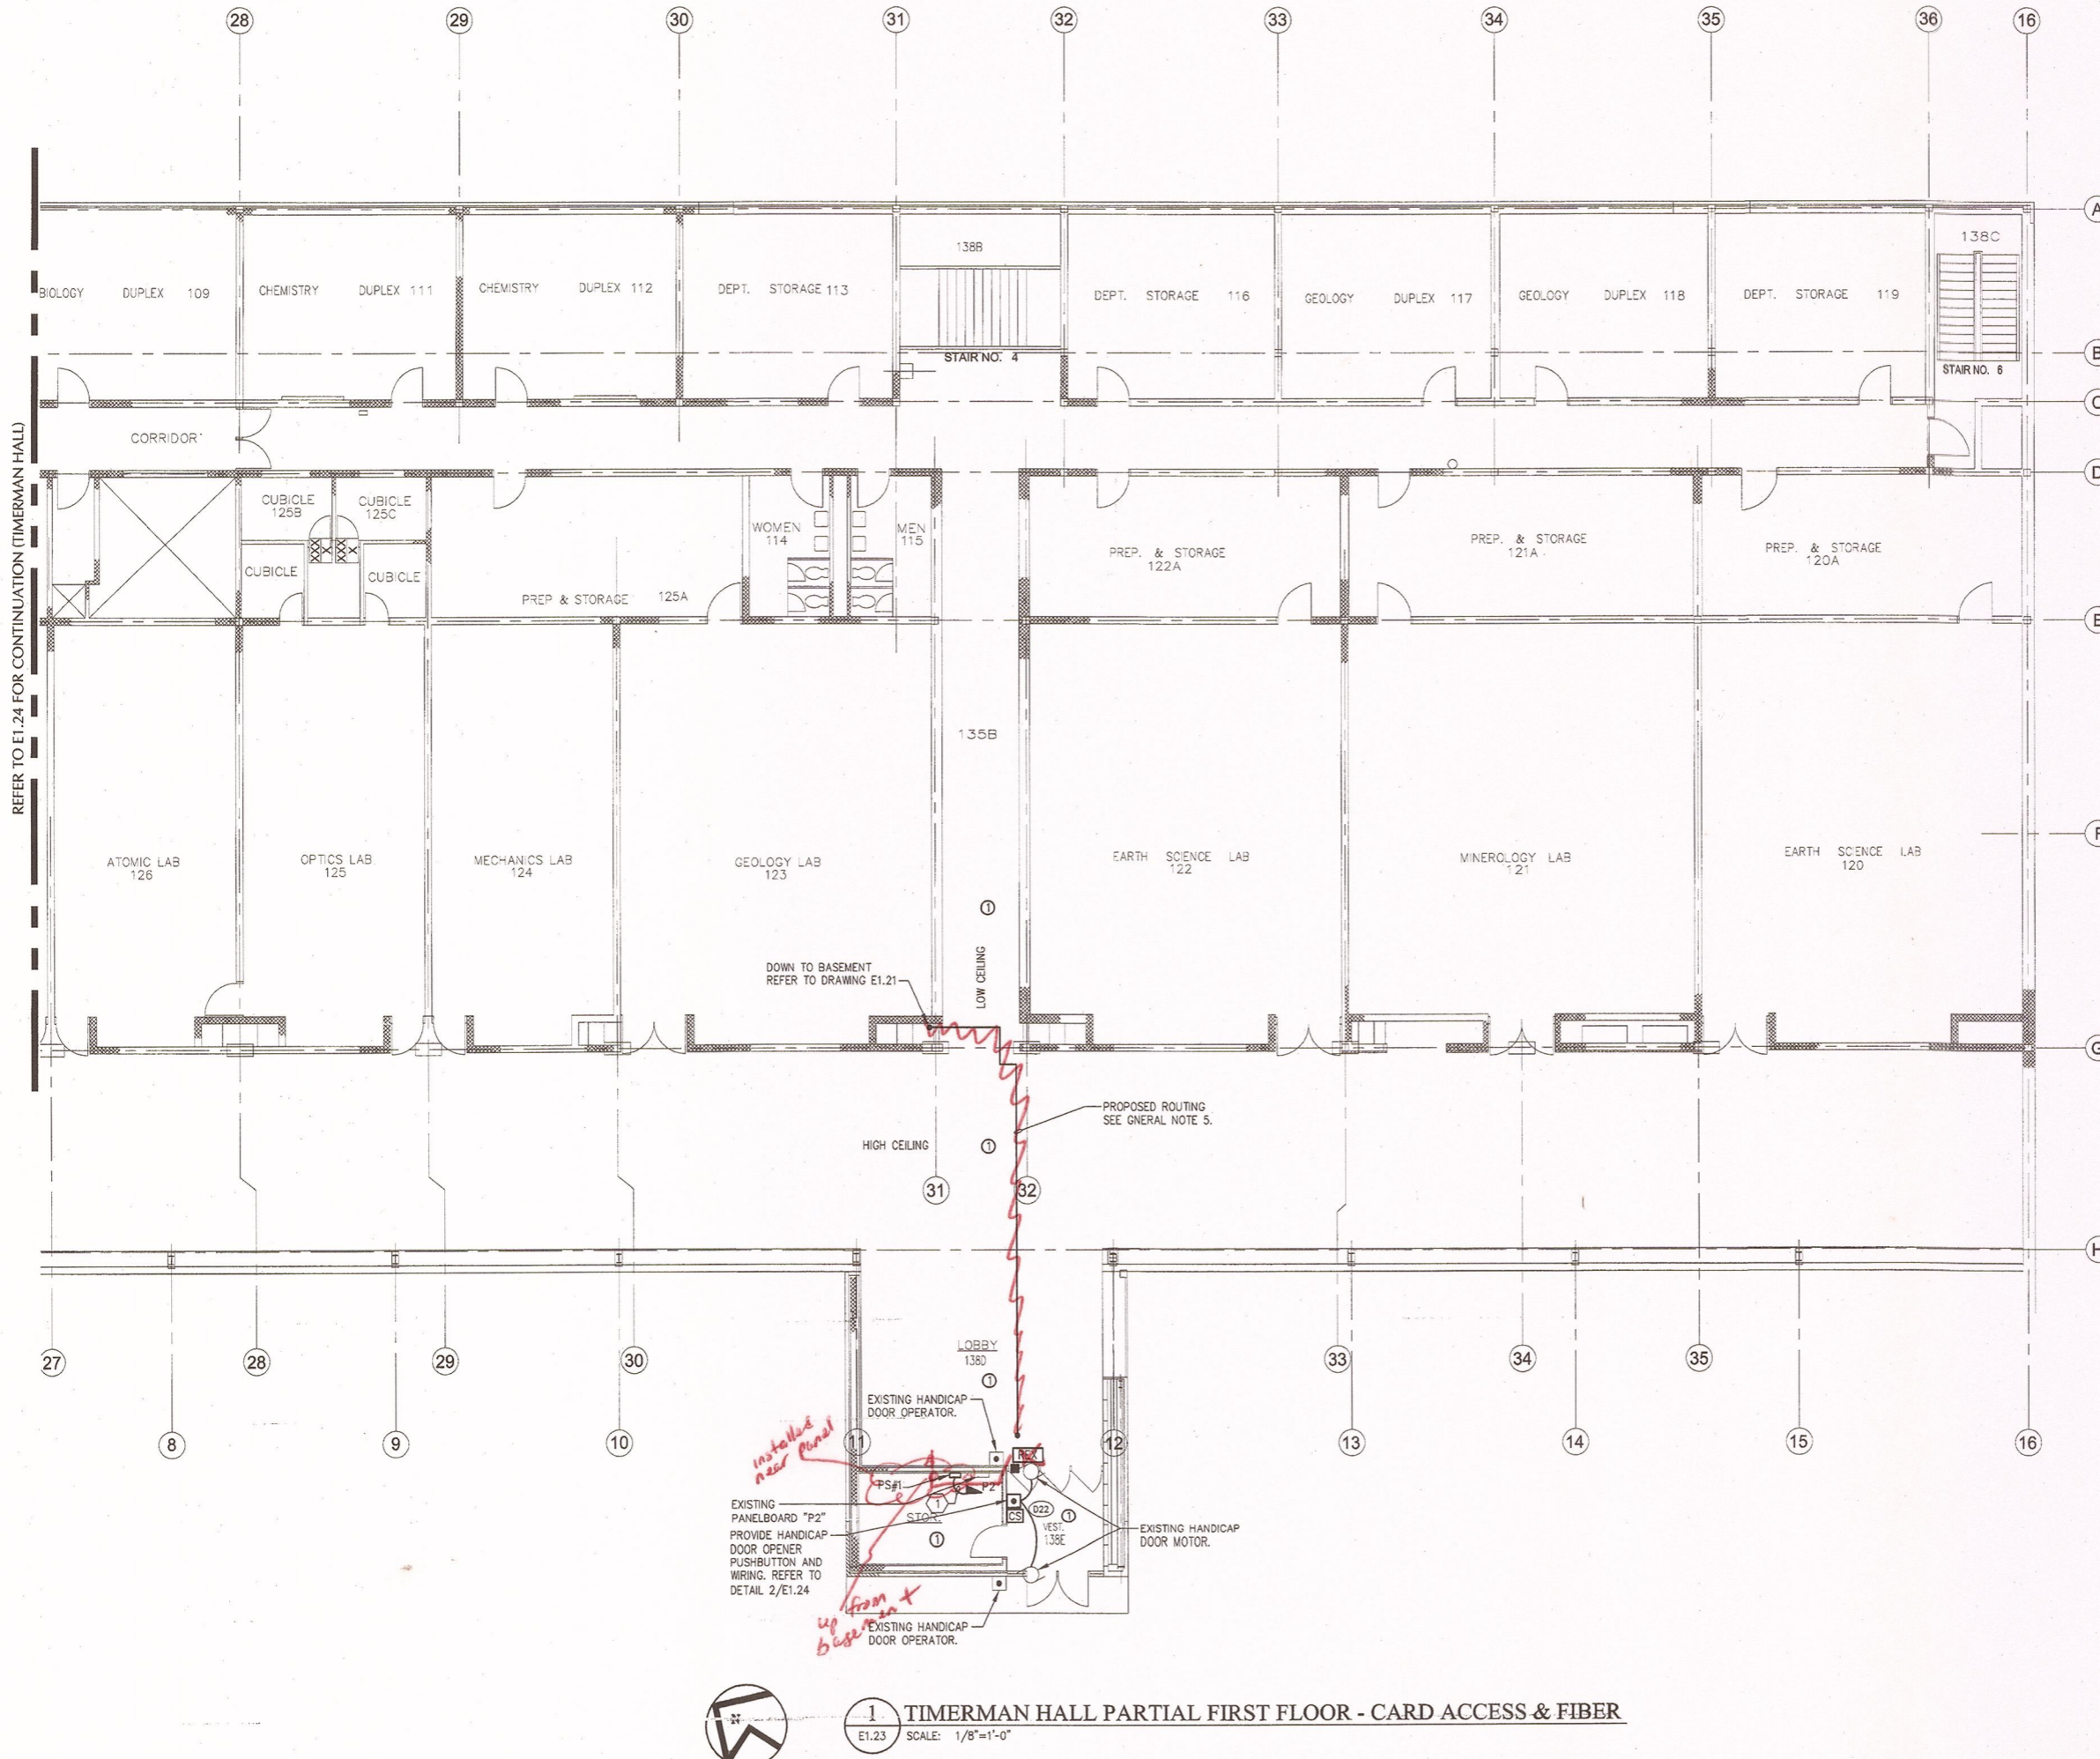 28 29 30 31 32 33 34 35 36 16
A
138B
138C
BIOLOGY DUPLEX 109
CHEMISTRY DUPLEX 111
CHEMISTRY DUPLEX 112
DEPT. STORAGE 113
DEPT. STORAGE 116
GEOLOGY DUPLEX 117
GEOLOGY DUPLEX 118
DEPT. STORAGE 119
STAIR NO. 4
B
STAIR NO. 6
C
CORRIDOR
D
REFER TO E1.24 FOR CONTINUATION (TIMERMAN HALL)
CUBICLE
125B
CUBICLE
125C
CUBICLE
CUBICLE
PREP & STORAGE 125A
WOMEN
114
MEN
115
PREP. & STORAGE
122A
PREP. & STORAGE
121A
PREP. & STORAGE
120A
E
135B
F
ATOMIC LAB
126
OPTICS LAB
125
MECHANICS LAB
124
GEOLOGY LAB
123
EARTH SCIENCE LAB
122
MINEROLOGY LAB
121
EARTH SCIENCE LAB
120
1
LOW CEILING
DOWN TO BASEMENT
REFER TO DRAWING E1.21
G
PROPOSED ROUTING
SEE GNERAL NOTE 5.
HIGH CEILING
1
31 32
H
LOBBY
138D
1
27 28 29 30 33 34 35
8 9 10 11 12 13 14 15 16
EXISTING HANDICAP
DOOR OPERATOR.
installed
near panel
REX
PS#1
P2
1
EXISTING
PANELBOARD "P2"
STOR.
1
CS
D22
1
VEST.
138E
PROVIDE HANDICAP
DOOR OPENER
PUSHBUTTON AND
WIRING. REFER TO
DETAIL 2/E1.24
EXISTING HANDICAP
DOOR MOTOR.
up from
basement
EXISTING HANDICAP
DOOR OPERATOR.
N
1
E1.23
TIMERMAN HALL PARTIAL FIRST FLOOR - CARD ACCESS & FIBER
SCALE: 1/8"=1'-0"